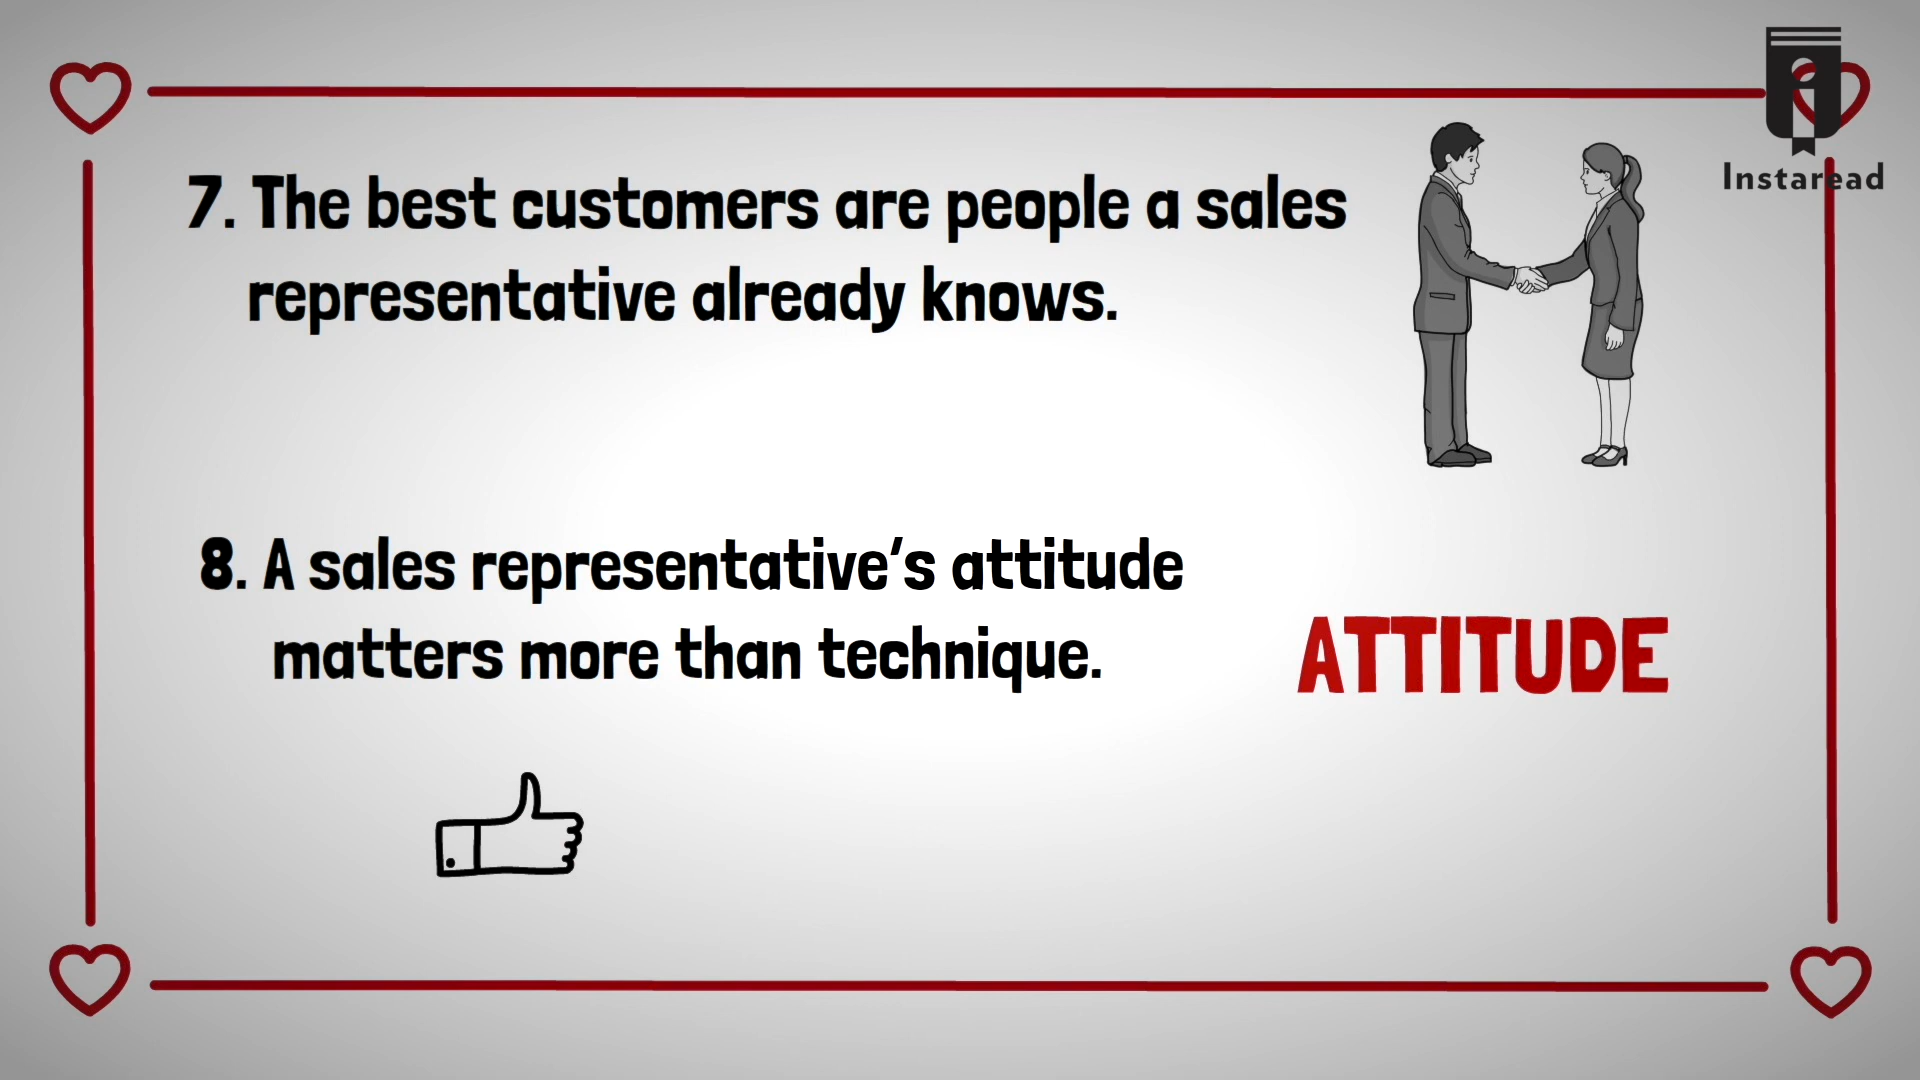 Instaread
7. The best customers are people a sales
representative already knows.
8. A sales representative's attitude
matters more than technique.
ATTITUDE